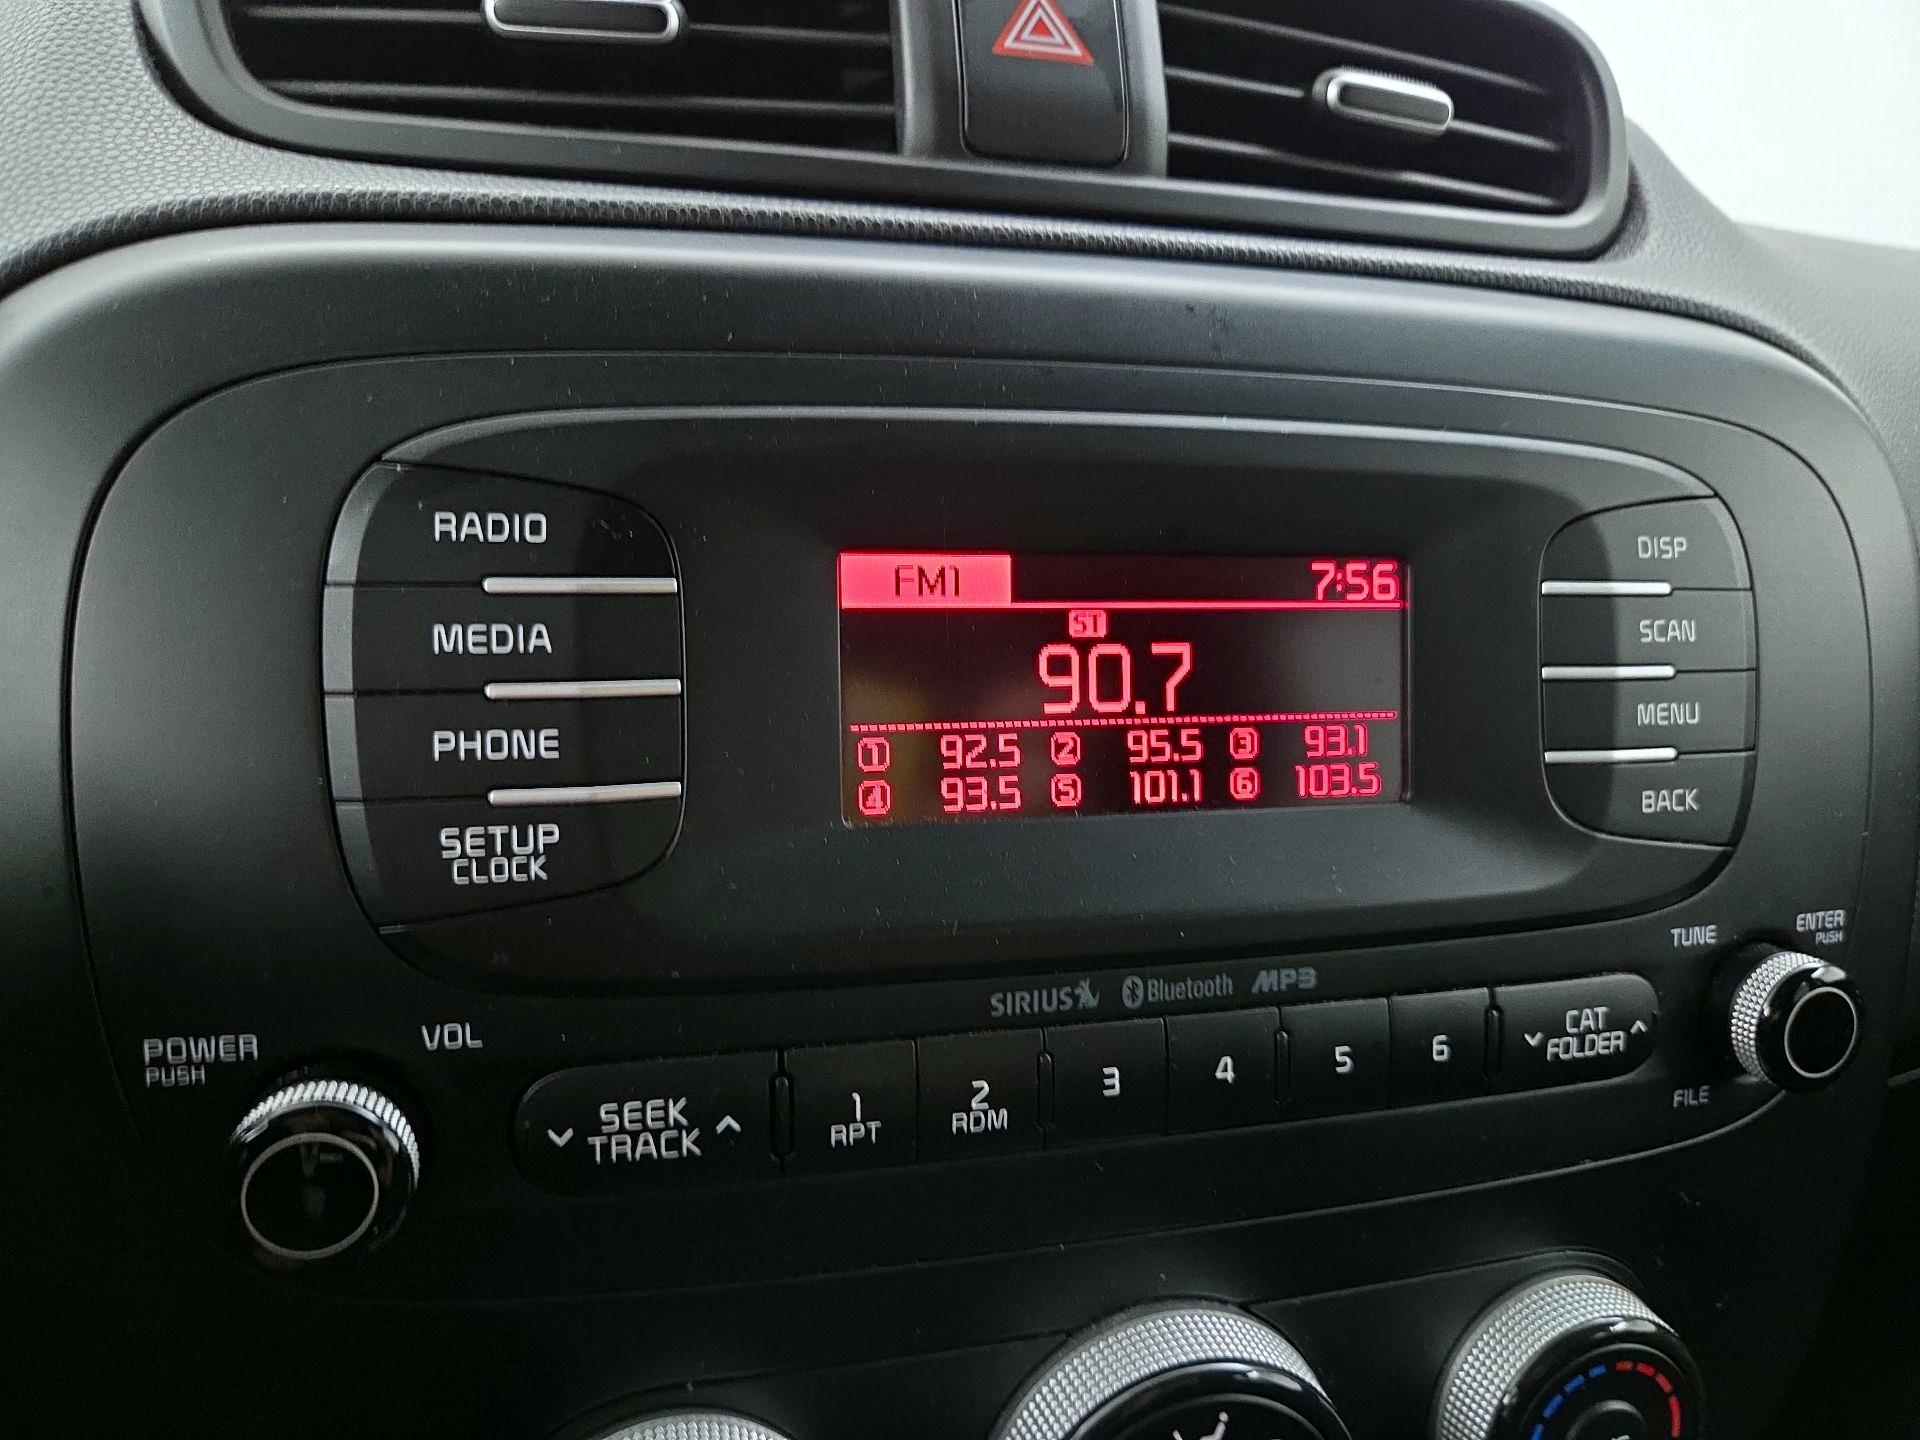 RADIO
MEDIA
PHONE
SETUP
CLOCK
FM1 7:56
ST
90.7
1 92.5 2 95.5 3 93.1
4 93.5 5 101.1 6 103.5
DISP
SCAN
MENU
BACK
SIRIUS Bluetooth MP3
POWER
PUSH
VOL
SEEK
TRACK
1
RPT
2
RDM
3
4
5
6
CAT
FOLDER
TUNE
ENTER
PUSH
FILE